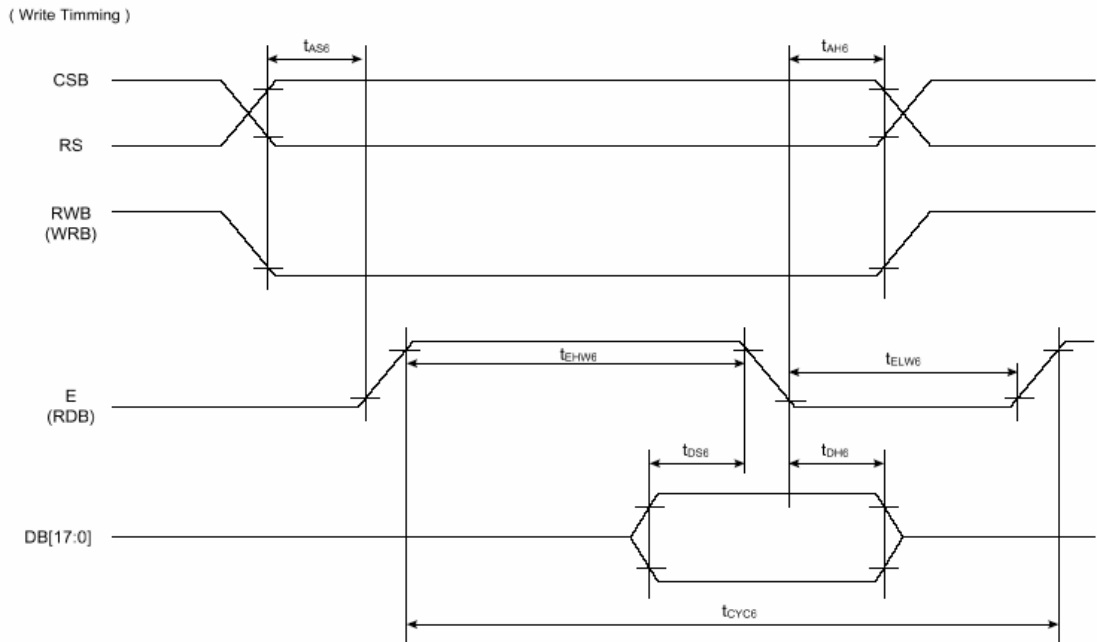 ( Write Timming )
tAS6
tAH6
CSB
RS
RWB
(WRB)
tEHW6
tELW6
E
(RDB)
tDS6
tDH6
DB[17:0]
tCYC6